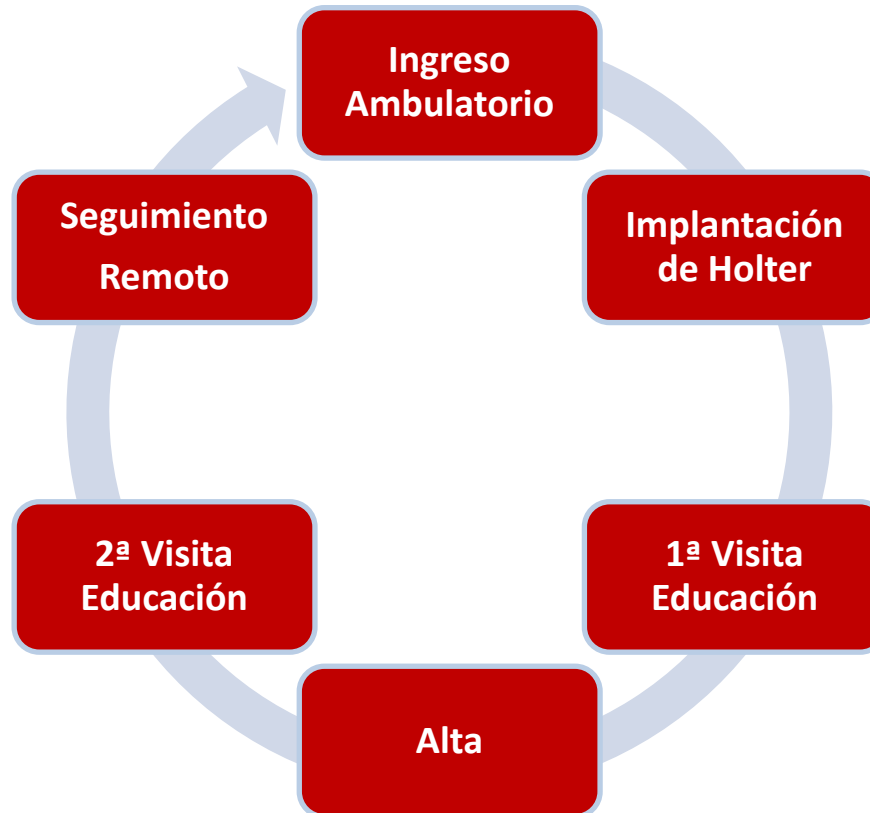 Ingreso
Ambulatorio
Implantación
de Holter
1ª Visita
Educación
Alta
2ª Visita
Educación
Seguimiento
Remoto